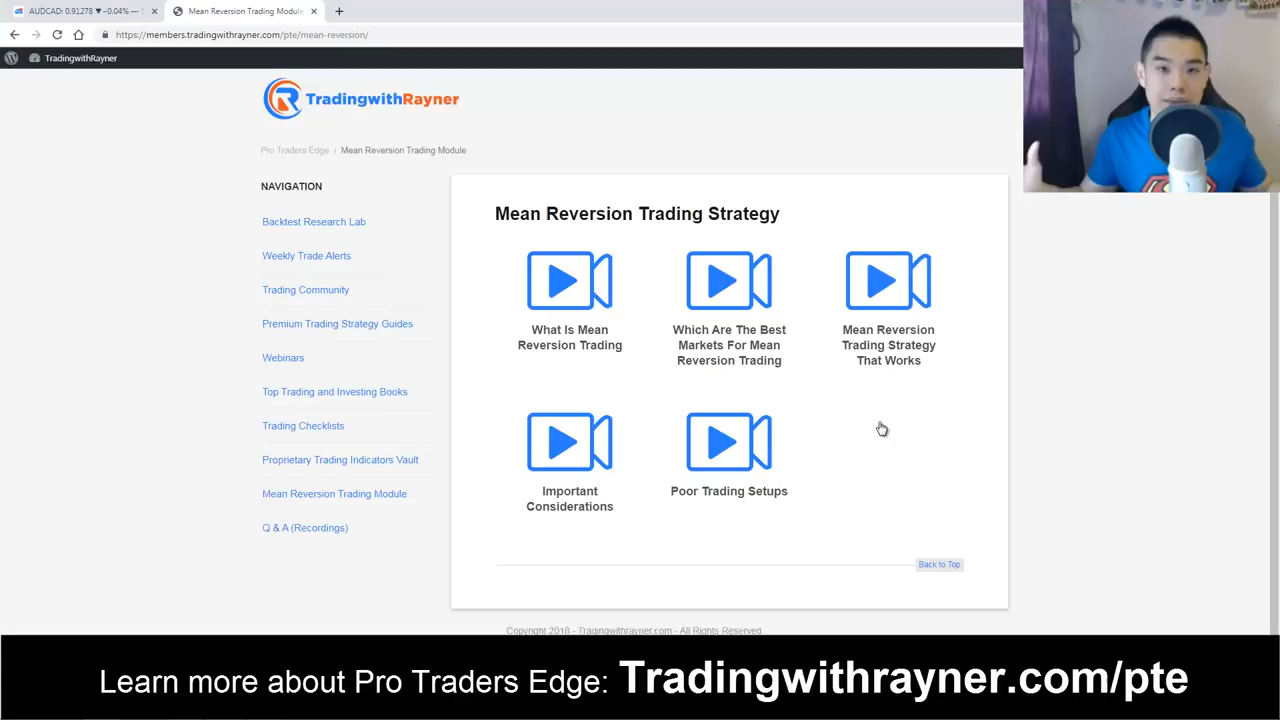 AUDCAD: 0.91278 ▼−0.04% — S
Mean Reversion Trading Module
https://members.tradingwithrayner.com/pte/mean-reversion/
TradingwithRayner
TradingwithRayner
Pro Traders Edge / Mean Reversion Trading Module
NAVIGATION
Backtest Research Lab
Weekly Trade Alerts
Trading Community
Premium Trading Strategy Guides
Webinars
Top Trading and Investing Books
Trading Checklists
Proprietary Trading Indicators Vault
Mean Reversion Trading Module
Q & A (Recordings)
Mean Reversion Trading Strategy
What Is Mean
Reversion Trading
Which Are The Best
Markets For Mean
Reversion Trading
Mean Reversion
Trading Strategy
That Works
Important
Considerations
Poor Trading Setups
Back to Top
Copyright 2018 - Tradingwithrayner.com - All Rights Reserved
Learn more about Pro Traders Edge: Tradingwithrayner.com/pte